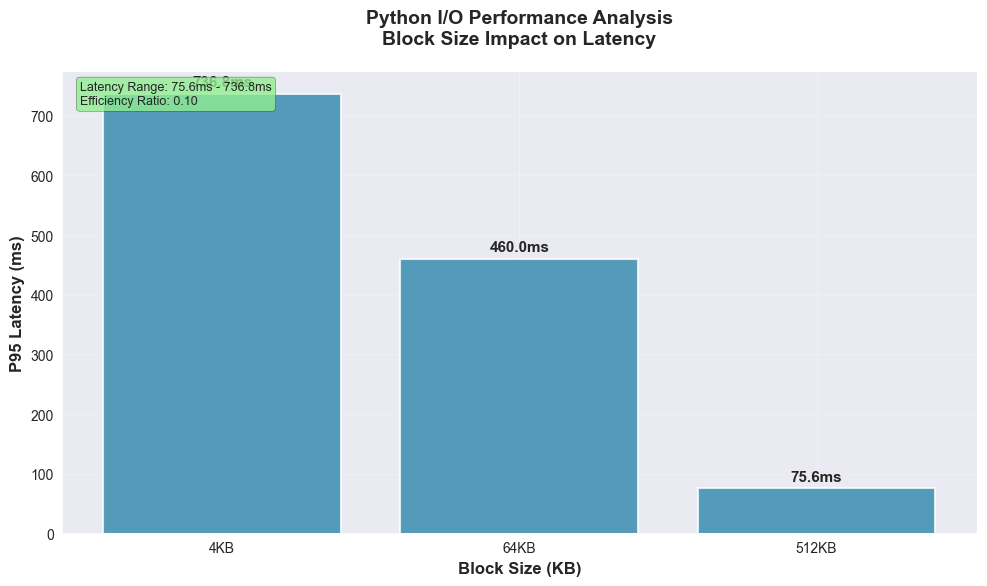 Python I/O Performance Analysis
Block Size Impact on Latency
736.8ms
Latency Range: 75.6ms - 736.8ms
Efficiency Ratio: 0.10
460.0ms
75.6ms
P95 Latency (ms)
700
600
500
400
300
200
100
0
4KB 64KB 512KB
Block Size (KB)